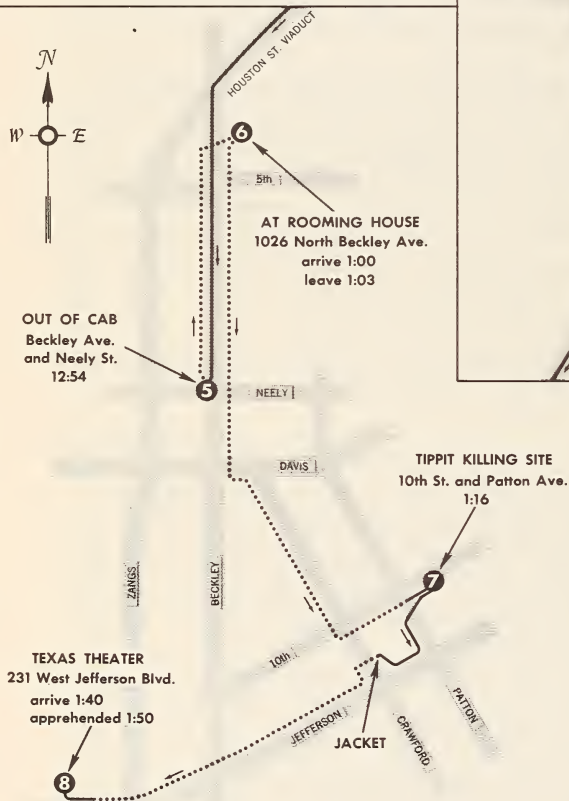 HOUSTON ST. VIADUCT
N
W E
6
5th
AT ROOMING HOUSE
1026 North Beckley Ave.
arrive 1:00
leave 1:03
OUT OF CAB
Beckley Ave.
and Neely St.
12:54
5
NEELY
DAVIS
TIPPIT KILLING SITE
10th St. and Patton Ave.
1:16
7
ZANGS
BECKLEY
10th
TEXAS THEATER
231 West Jefferson Blvd.
arrive 1:40
apprehended 1:50
JEFFERSON
JACKET
CRAWFORD
PATTON
8